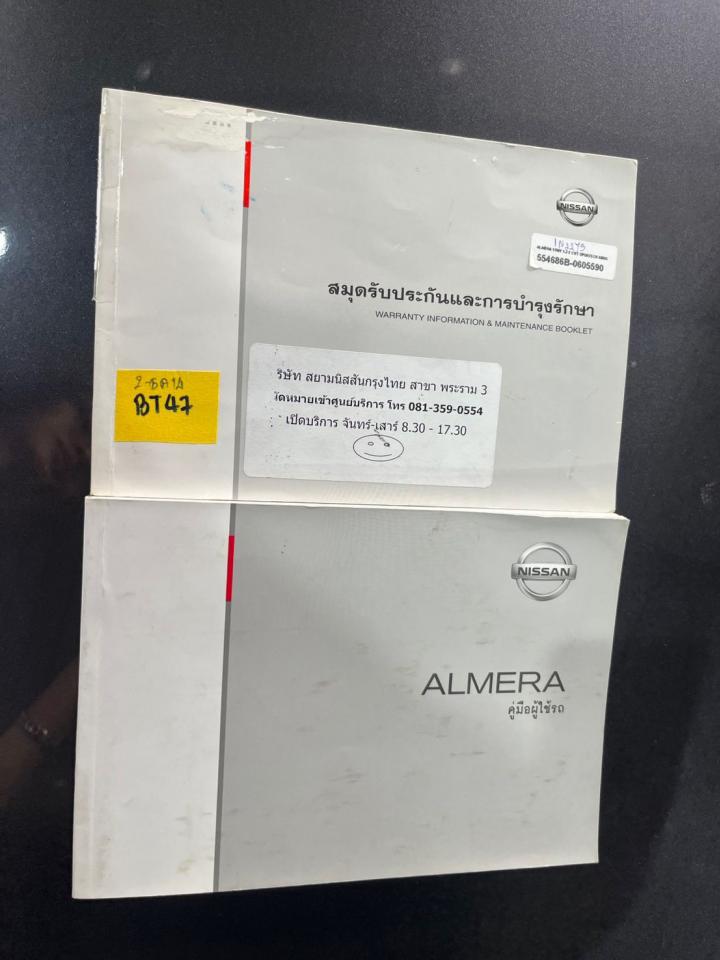 NISSAN
554686B-0605590
สมุดรับประกันและการบำรุงรักษา
WARRANTY INFORMATION & MAINTENANCE BOOKLET
ริษัท สยามนิสสันกรุงไทย สาขา พระราม 3
นัดหมายเข้าศูนย์บริการ โทร 081-359-0554
เปิดบริการ จันทร์-เสาร์ 8.30 - 17.30
BT47
NISSAN
ALMERA
คู่มือผู้ใช้รถ